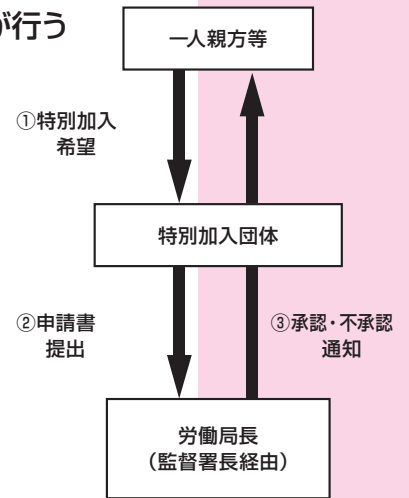 が行う
一人親方等
①特別加入
希望
特別加入団体
②申請書
提出
③承認・不承認
通知
労働局長
（監督署長経由）